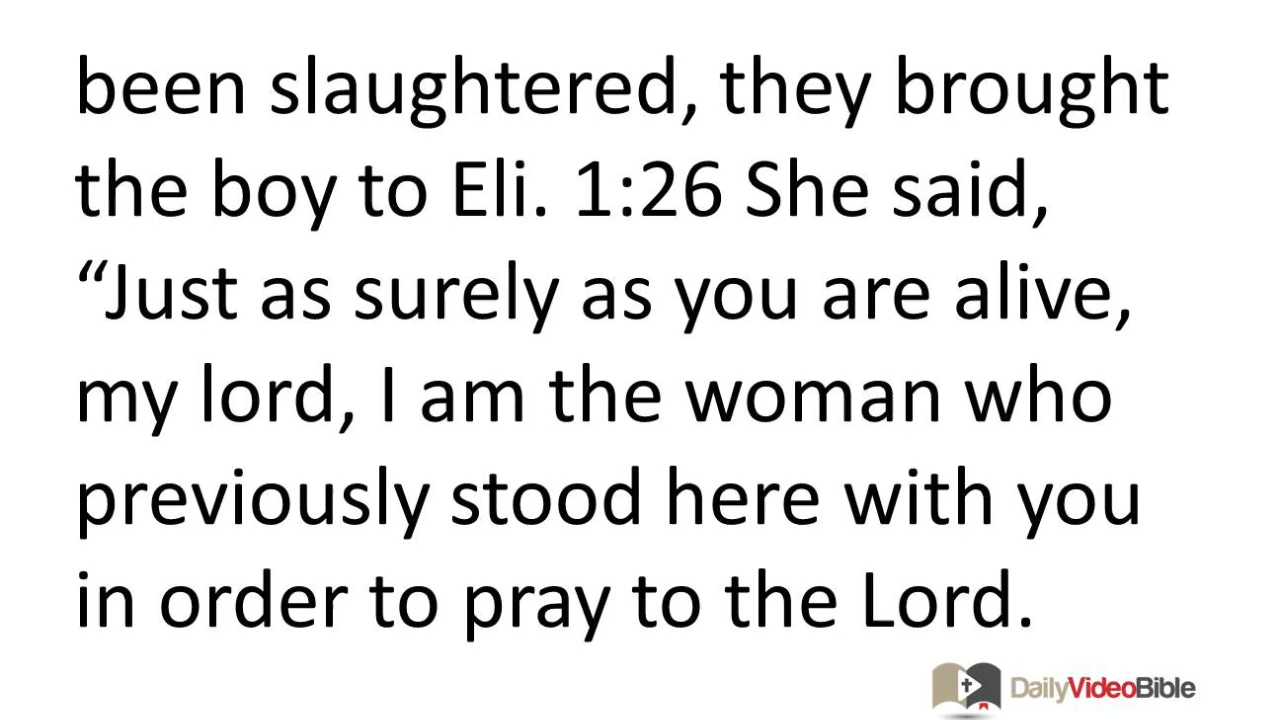 been slaughtered, they brought
the boy to Eli. 1:26 She said,
“Just as surely as you are alive,
my lord, I am the woman who
previously stood here with you
in order to pray to the Lord.
DailyVideoBible